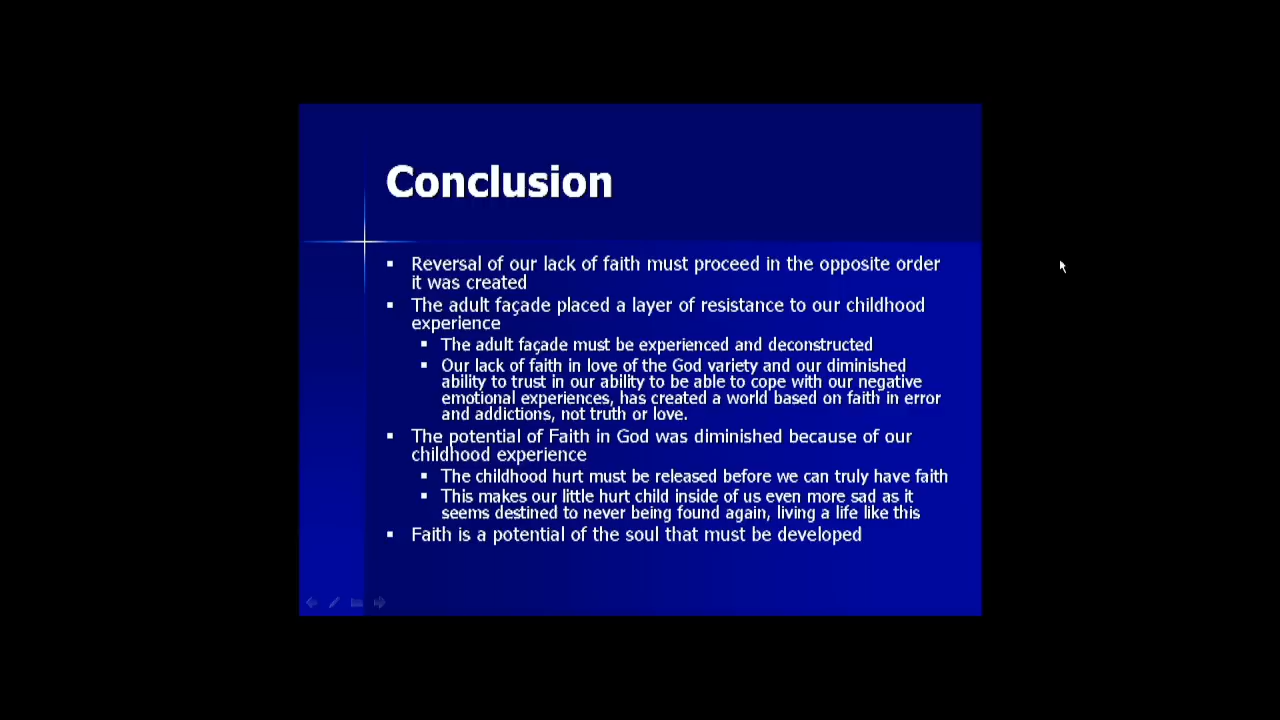 Conclusion
Reversal of our lack of faith must proceed in the opposite order
it was created
The adult façade placed a layer of resistance to our childhood
experience
The adult façade must be experienced and deconstructed
Our lack of faith in love of the God variety and our diminished
ability to trust in our ability to be able to cope with our negative
emotional experiences, has created a world based on faith in error
and addictions, not truth or love.
The potential of Faith in God was diminished because of our
childhood experience
The childhood hurt must be released before we can truly have faith
This makes our little hurt child inside of us even more sad as it
seems destined to never being found again, living a life like this
Faith is a potential of the soul that must be developed